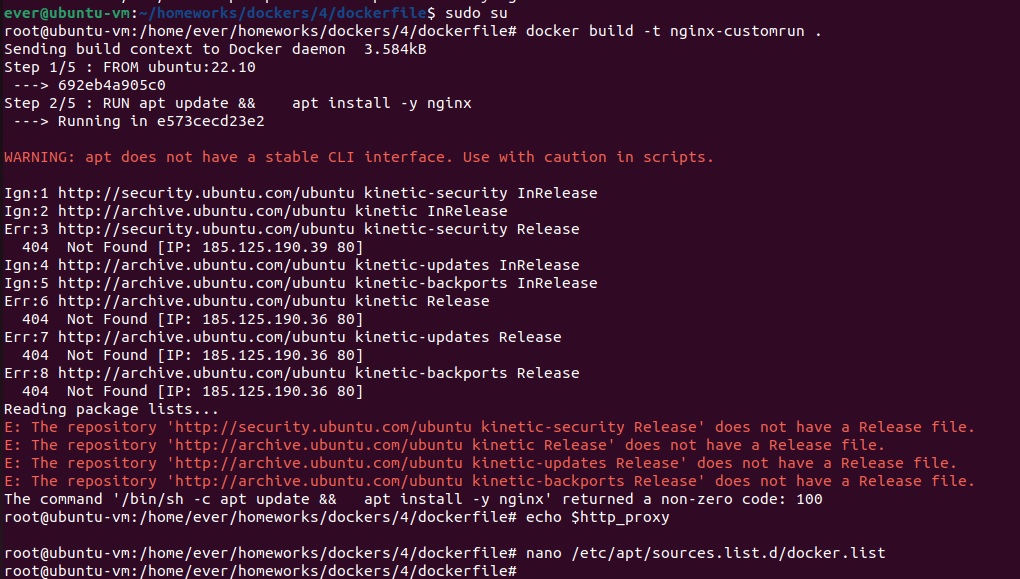 ever@ubuntu-vm:~/homeworks/dockers/4/dockerfile$ sudo su
root@ubuntu-vm:/home/ever/homeworks/dockers/4/dockerfile# docker build -t nginx-customrun .
Sending build context to Docker daemon  3.584kB
Step 1/5 : FROM ubuntu:22.10
 ---> 692eb4a905c0
Step 2/5 : RUN apt update &&    apt install -y nginx
 ---> Running in e573cecd23e2
WARNING: apt does not have a stable CLI interface. Use with caution in scripts.
Ign:1 http://security.ubuntu.com/ubuntu kinetic-security InRelease
Ign:2 http://archive.ubuntu.com/ubuntu kinetic InRelease
Err:3 http://security.ubuntu.com/ubuntu kinetic-security Release
  404  Not Found [IP: 185.125.190.39 80]
Ign:4 http://archive.ubuntu.com/ubuntu kinetic-updates InRelease
Ign:5 http://archive.ubuntu.com/ubuntu kinetic-backports InRelease
Err:6 http://archive.ubuntu.com/ubuntu kinetic Release
  404  Not Found [IP: 185.125.190.36 80]
Err:7 http://archive.ubuntu.com/ubuntu kinetic-updates Release
  404  Not Found [IP: 185.125.190.36 80]
Err:8 http://archive.ubuntu.com/ubuntu kinetic-backports Release
  404  Not Found [IP: 185.125.190.36 80]
Reading package lists...
E: The repository 'http://security.ubuntu.com/ubuntu kinetic-security Release' does not have a Release file.
E: The repository 'http://archive.ubuntu.com/ubuntu kinetic Release' does not have a Release file.
E: The repository 'http://archive.ubuntu.com/ubuntu kinetic-updates Release' does not have a Release file.
E: The repository 'http://archive.ubuntu.com/ubuntu kinetic-backports Release' does not have a Release file.
The command '/bin/sh -c apt update &&   apt install -y nginx' returned a non-zero code: 100
root@ubuntu-vm:/home/ever/homeworks/dockers/4/dockerfile# echo $http_proxy
root@ubuntu-vm:/home/ever/homeworks/dockers/4/dockerfile# nano /etc/apt/sources.list.d/docker.list
root@ubuntu-vm:/home/ever/homeworks/dockers/4/dockerfile#